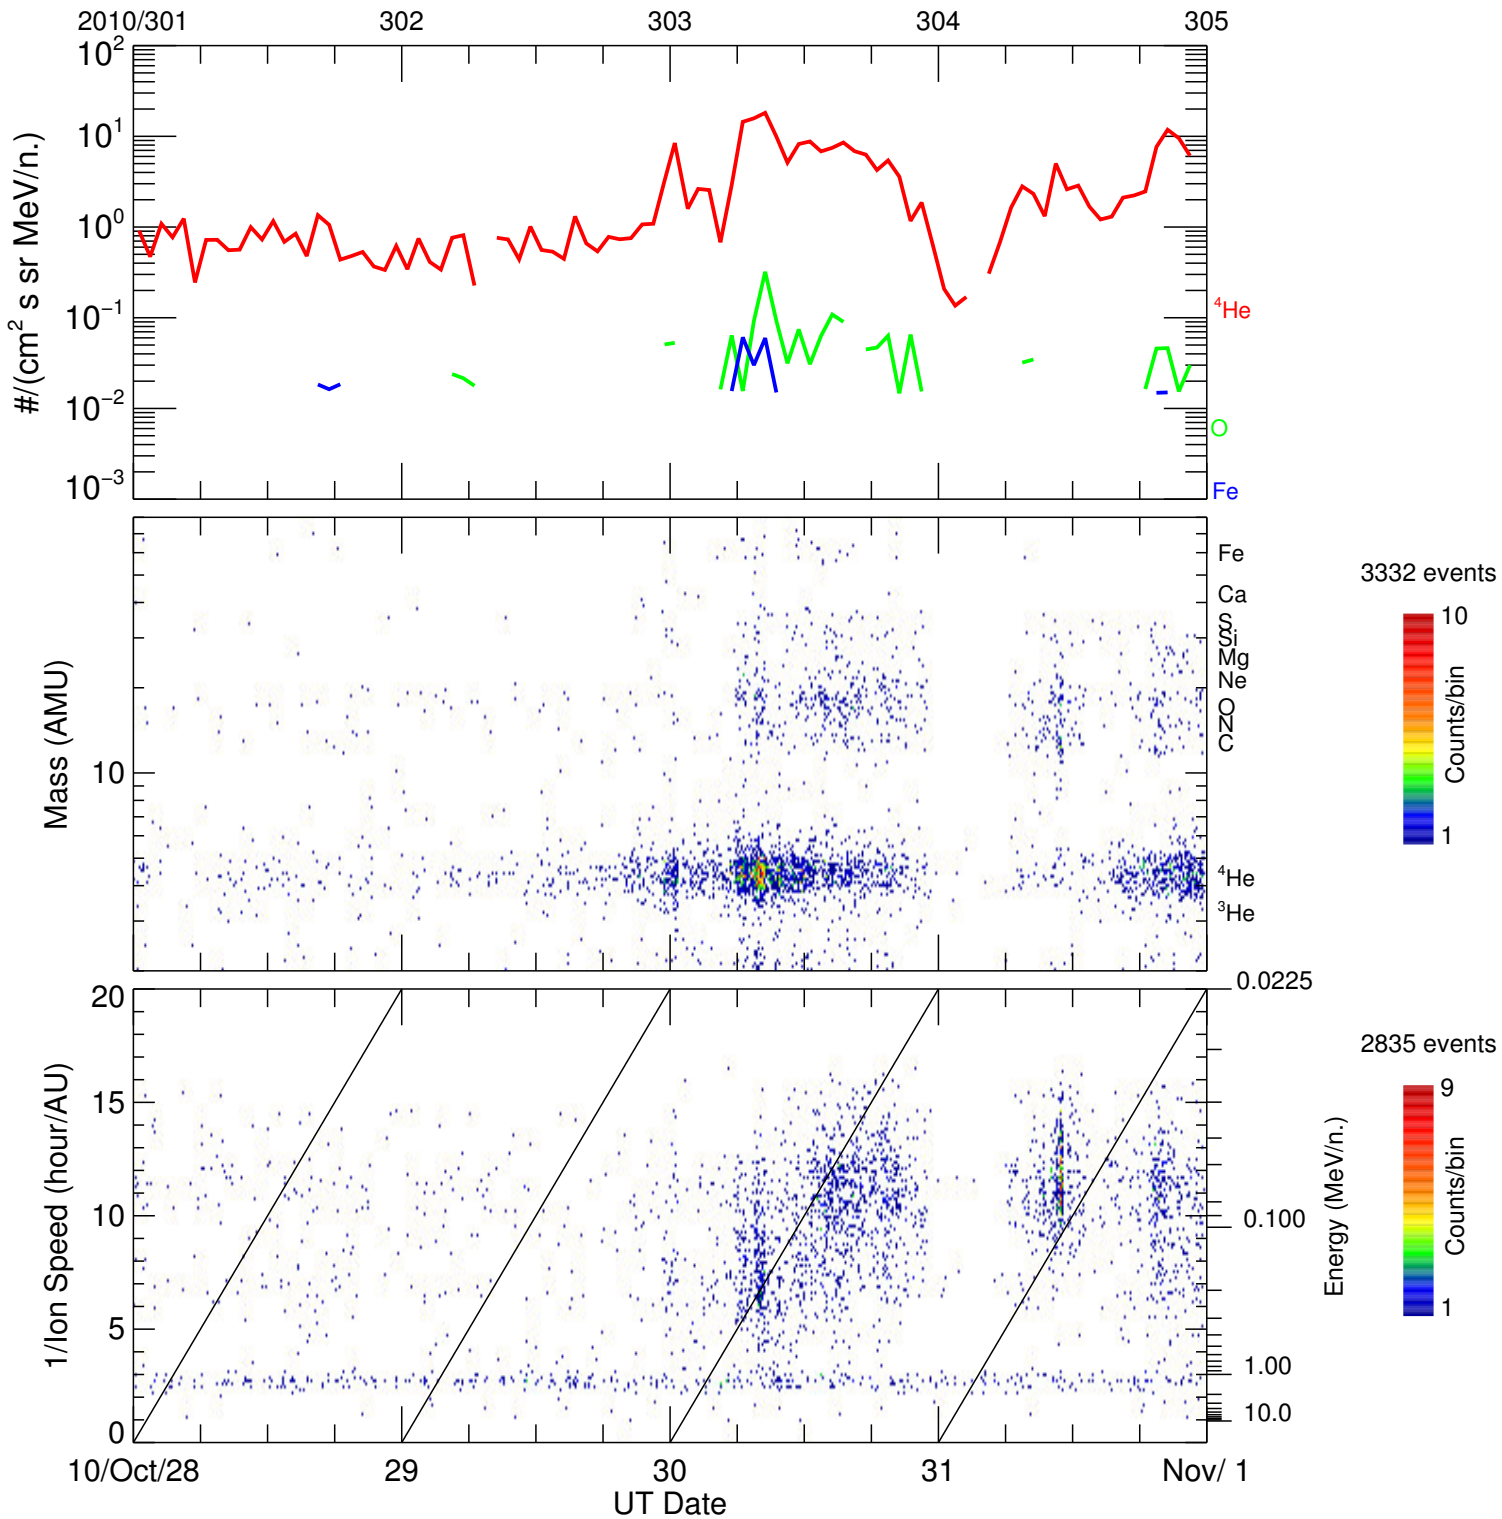 2010/301 302 303 304 305
10² 10¹ 10⁰ 10⁻¹ 10⁻² 10⁻³
#/(cm² s sr MeV/n.)
⁴He
O
Fe
Mass (AMU)
10
Fe
Ca
S
Si
Mg
Ne
O
N
C
⁴He
³He
3332 events
10
Counts/bin
1
1/Ion Speed (hour/AU)
20
15
10
5
0
0.0225
0.100
1.00
10.0
Energy (MeV/n.)
2835 events
9
Counts/bin
1
10/Oct/28 29 30 31 Nov/ 1
UT Date